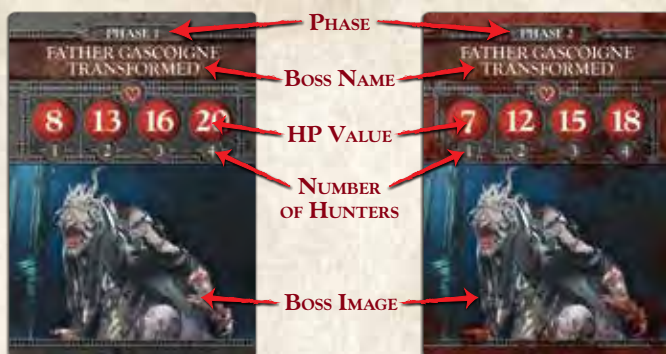 PHASE 1
FATHER GASCOIGNE
TRANSFORMED
8 13 16 20
1 2 3 4
PHASE
BOSS NAME
HP VALUE
NUMBER
OF HUNTERS
BOSS IMAGE
PHASE 2
FATHER GASCOIGNE
TRANSFORMED
7 12 15 18
1 2 3 4